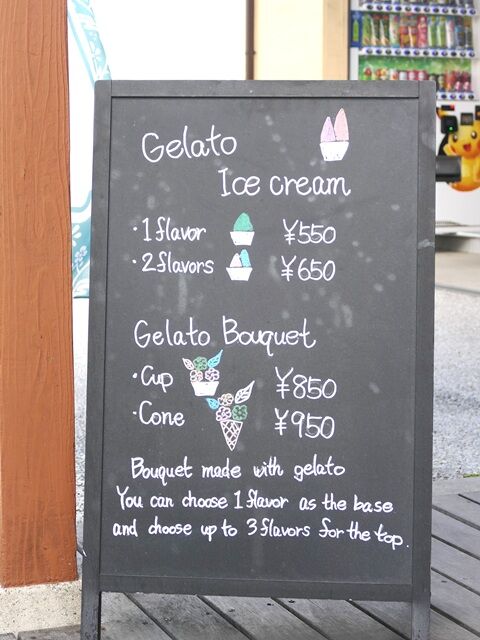 Gelato
Ice cream
・1 flavor ¥550
・2 flavors ¥650
Gelato Bouquet
・Cup ¥850
・Cone ¥950
Bouquet made with gelato
You can choose 1 flavor as the base
and choose up to 3 flavors for the top.